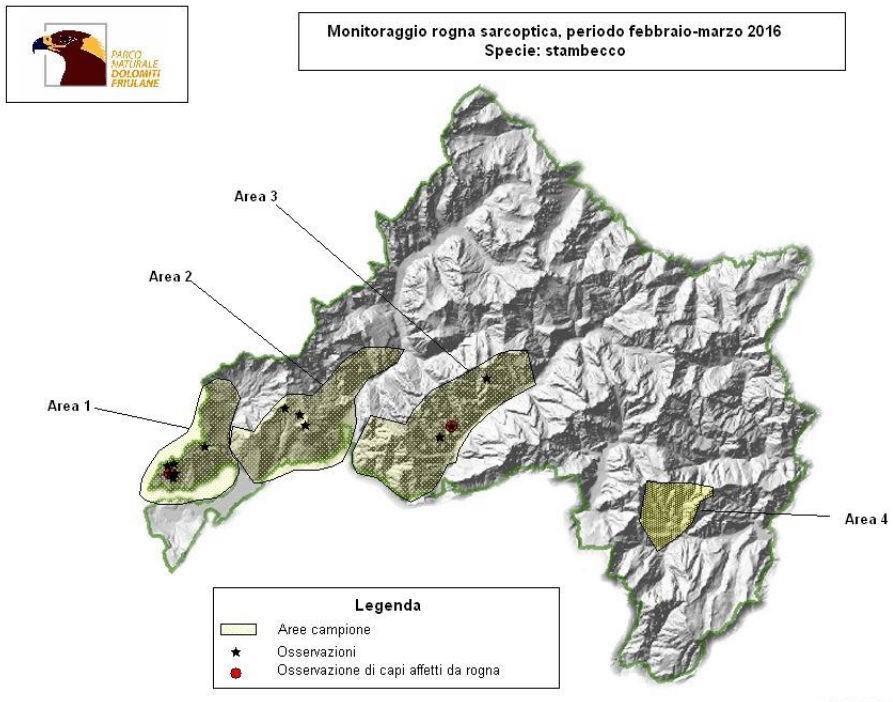 PARCO
NATURALE
DOLOMITI
FRIULANE
Monitoraggio rogna sarcoptica, periodo febbraio-marzo 2016
Specie: stambecco
Area 3
Area 2
Area 1
Area 4
Legenda
Aree campione
Osservazioni
Osservazione di capi affetti da rogna